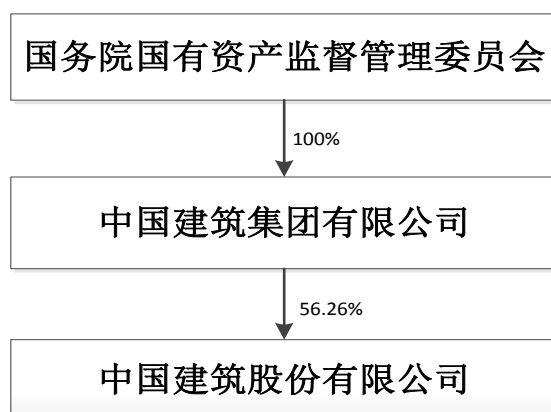 国务院国有资产监督管理委员会
100%
中国建筑集团有限公司
56.26%
中国建筑股份有限公司